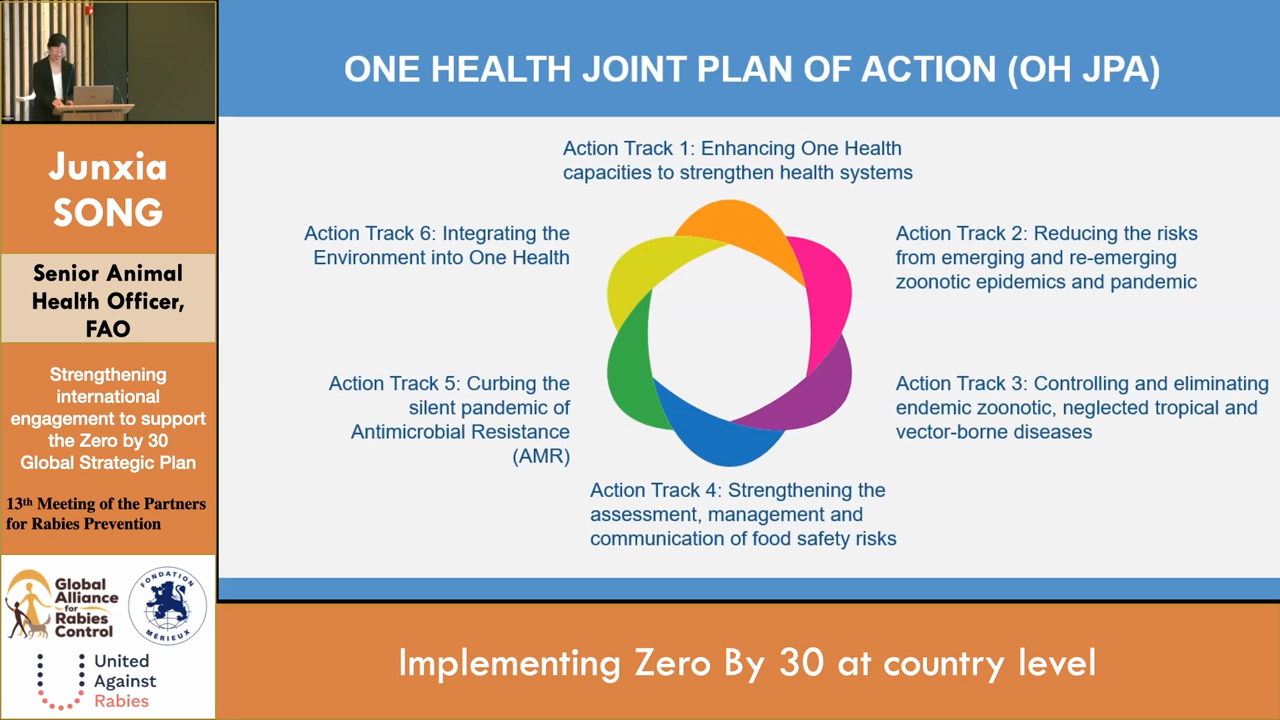 Junxia
SONG
Senior Animal
Health Officer,
FAO
Strengthening
international
engagement to support
the Zero by 30
Global Strategic Plan
13th Meeting of the Partners
for Rabies Prevention
Global
Alliance
for
Rabies
Control
FONDATION
MÉRIEUX
United
Against
Rabies
ONE HEALTH JOINT PLAN OF ACTION (OH JPA)
Action Track 1: Enhancing One Health
capacities to strengthen health systems
Action Track 2: Reducing the risks
from emerging and re-emerging
zoonotic epidemics and pandemic
Action Track 3: Controlling and eliminating
endemic zoonotic, neglected tropical and
vector-borne diseases
Action Track 4: Strengthening the
assessment, management and
communication of food safety risks
Action Track 5: Curbing the
silent pandemic of
Antimicrobial Resistance
(AMR)
Action Track 6: Integrating the
Environment into One Health
Implementing Zero By 30 at country level